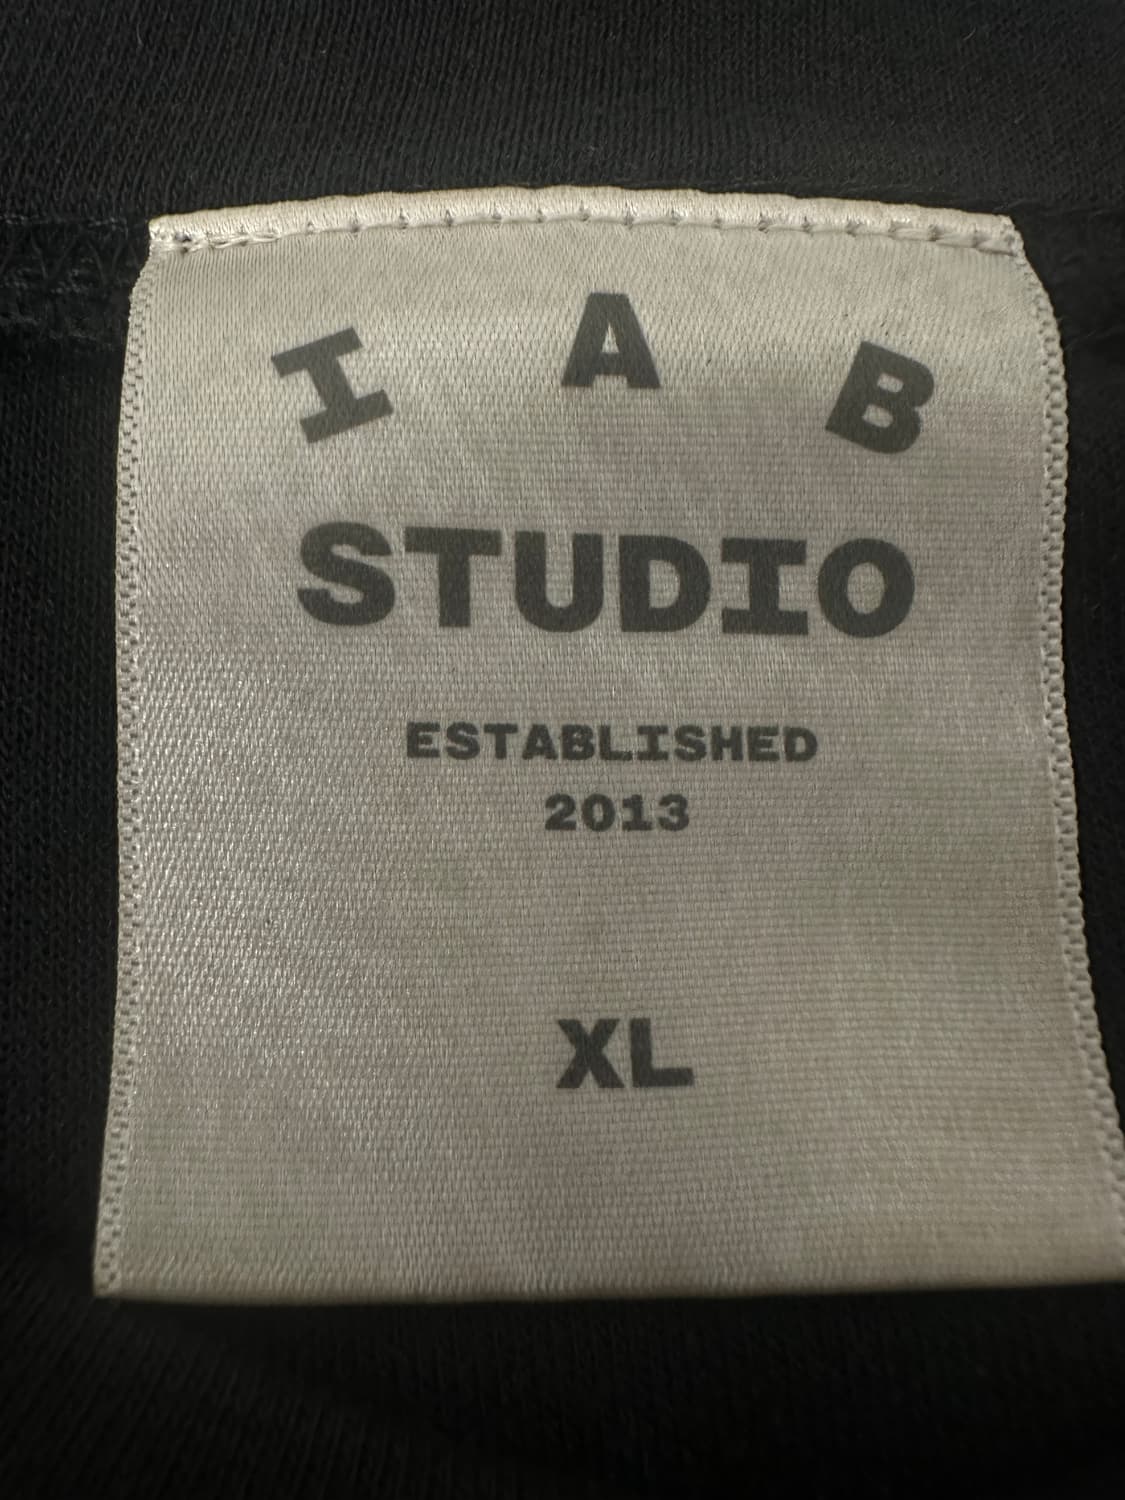 I A B
STUDIO
ESTABLISHED
2013
XL